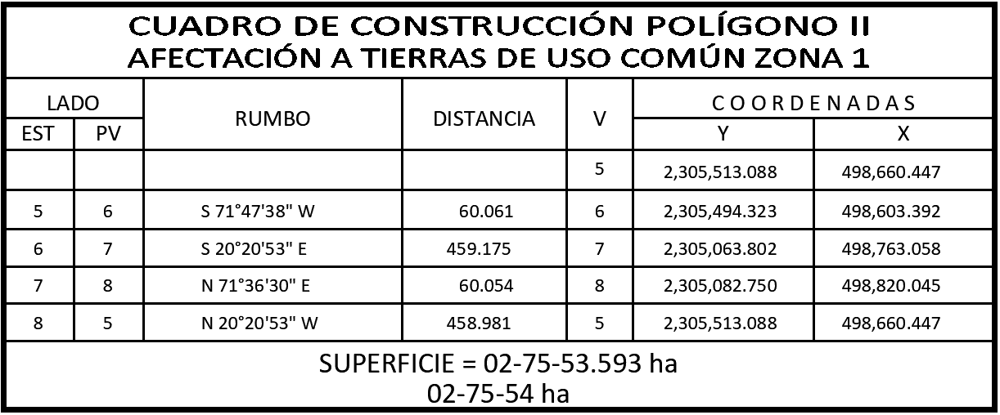 CUADRO DE CONSTRUCCIÓN POLÍGONO II
AFECTACIÓN A TIERRAS DE USO COMÚN ZONA 1
LADO RUMBO DISTANCIA V COORDENADAS
EST PV Y X
5 2,305,513.088 498,660.447
5 6 S 71°47'38" W 60.061 6 2,305,494.323 498,603.392
6 7 S 20°20'53" E 459.175 7 2,305,063.802 498,763.058
7 8 N 71°36'30" E 60.054 8 2,305,082.750 498,820.045
8 5 N 20°20'53" W 458.981 5 2,305,513.088 498,660.447
SUPERFICIE = 02-75-53.593 ha
02-75-54 ha